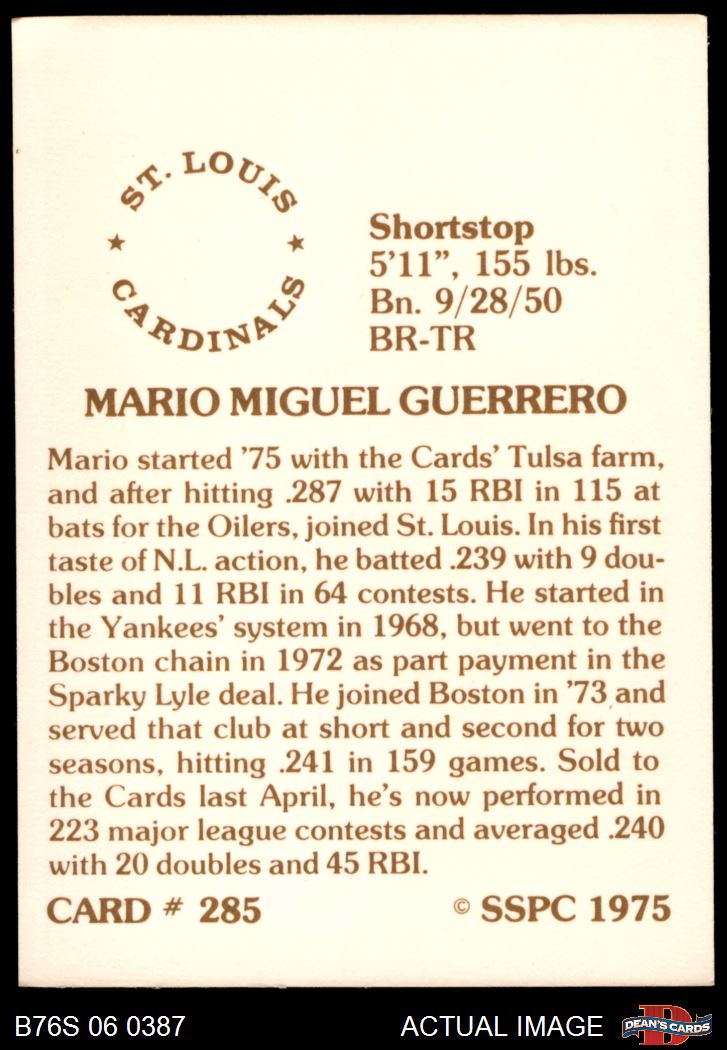 ST. LOUIS
CARDINALS
Shortstop
5'11", 155 lbs.
Bn. 9/28/50
BR-TR
MARIO MIGUEL GUERRERO
Mario started '75 with the Cards' Tulsa farm,
and after hitting .287 with 15 RBI in 115 at
bats for the Oilers, joined St. Louis. In his first
taste of N.L. action, he batted .239 with 9 dou-
bles and 11 RBI in 64 contests. He started in
the Yankees' system in 1968, but went to the
Boston chain in 1972 as part payment in the
Sparky Lyle deal. He joined Boston in '73 and
served that club at short and second for two
seasons, hitting .241 in 159 games. Sold to
the Cards last April, he's now performed in
223 major league contests and averaged .240
with 20 doubles and 45 RBI.
CARD # 285
© SSPC 1975
B76S 06 0387
ACTUAL IMAGE
D
DEAN'S CARDS